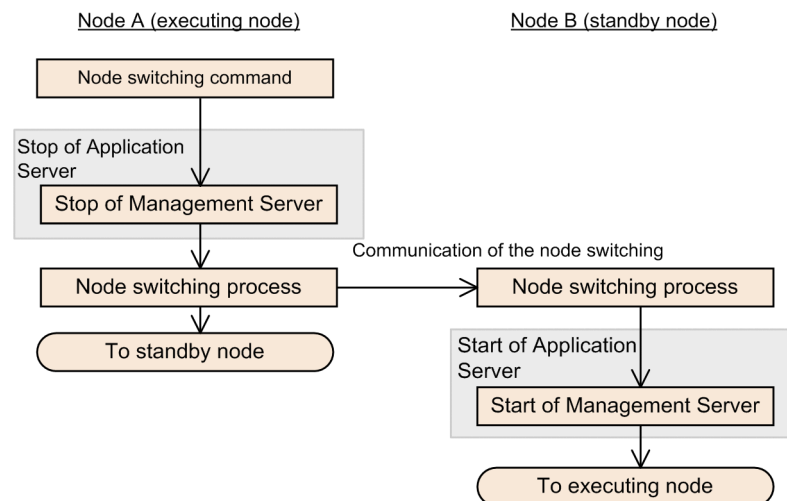 Node A (executing node)
Node B (standby node)
Node switching command
Stop of Application
Server
Stop of Management Server
Communication of the node switching
Node switching process
Node switching process
To standby node
Start of Application
Server
Start of Management Server
To executing node